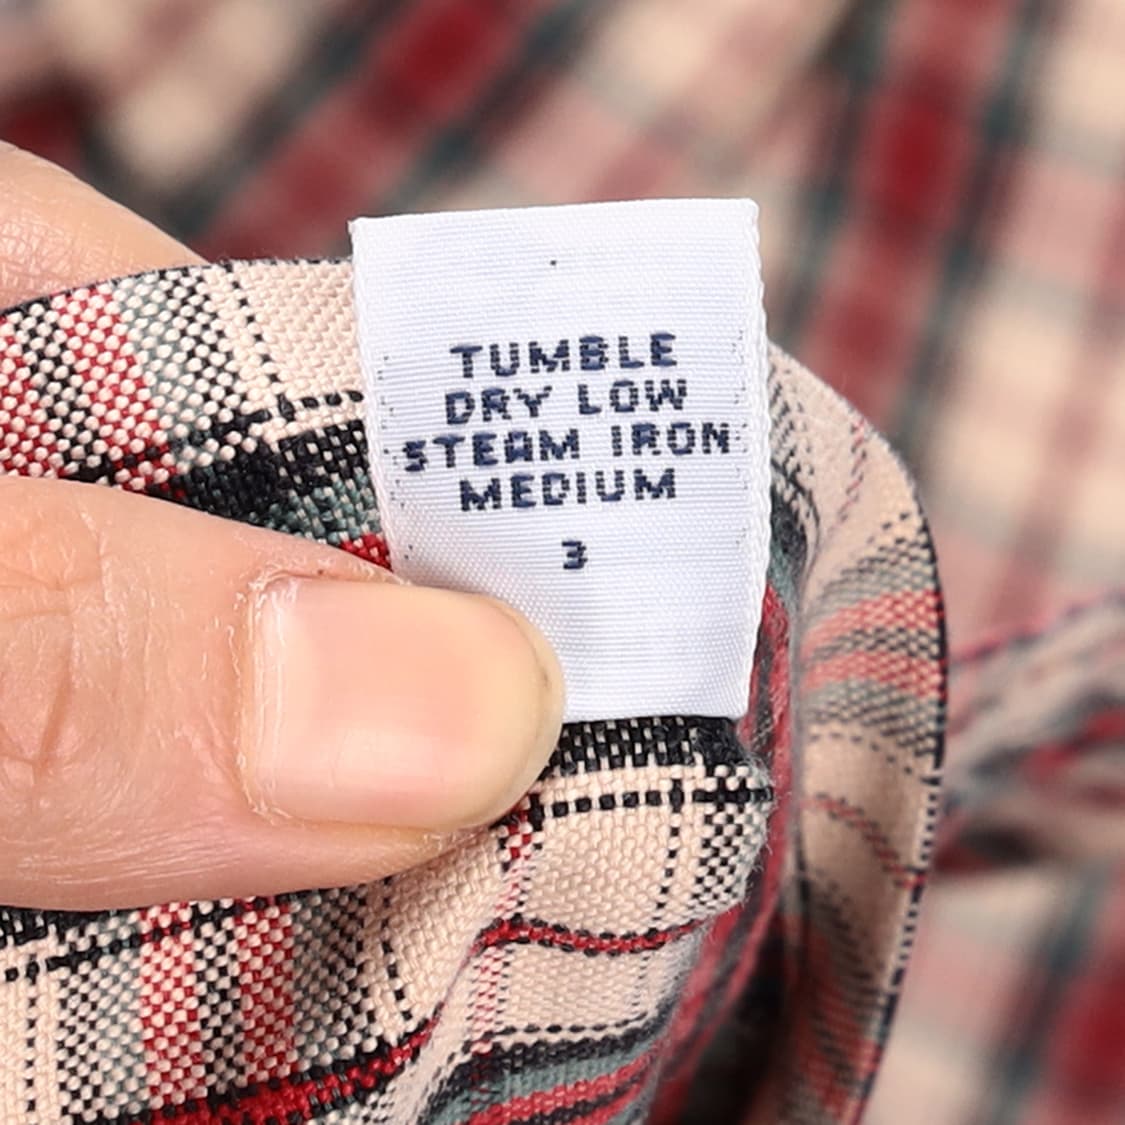 TUMBLE
DRY LOW
STEAM IRON
MEDIUM
3